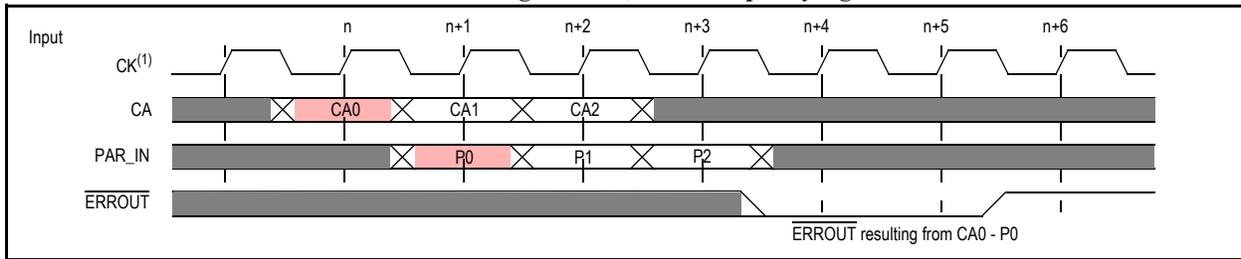 n n+1 n+2 n+3 n+4 n+5 n+6
Input
CK(1)
CA CA0 CA1 CA2
PAR_IN P0 P1 P2
ERROUT
ERROUT resulting from CA0 - P0